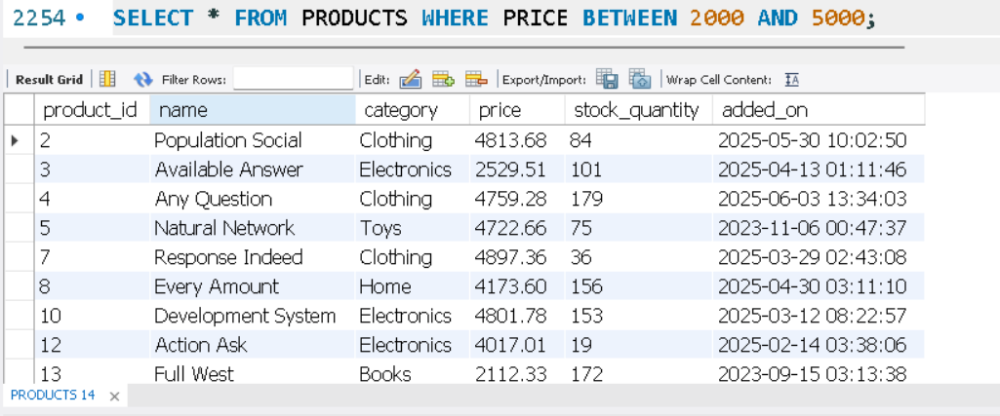 2254 • SELECT * FROM PRODUCTS WHERE PRICE BETWEEN 2000 AND 5000;
Result Grid Filter Rows: Edit: Export/Import: Wrap Cell Content: IA
product_id name category price stock_quantity added_on
2 Population Social Clothing 4813.68 84 2025-05-30 10:02:50
3 Available Answer Electronics 2529.51 101 2025-04-13 01:11:46
4 Any Question Clothing 4759.28 179 2025-06-03 13:34:03
5 Natural Network Toys 4722.66 75 2023-11-06 00:47:37
7 Response Indeed Clothing 4897.36 36 2025-03-29 02:43:08
8 Every Amount Home 4173.60 156 2025-04-30 03:11:10
10 Development System Electronics 4801.78 153 2025-03-12 08:22:57
12 Action Ask Electronics 4017.01 19 2025-02-14 03:38:06
13 Full West Books 2112.33 172 2023-09-15 03:13:38
PRODUCTS 14 ×